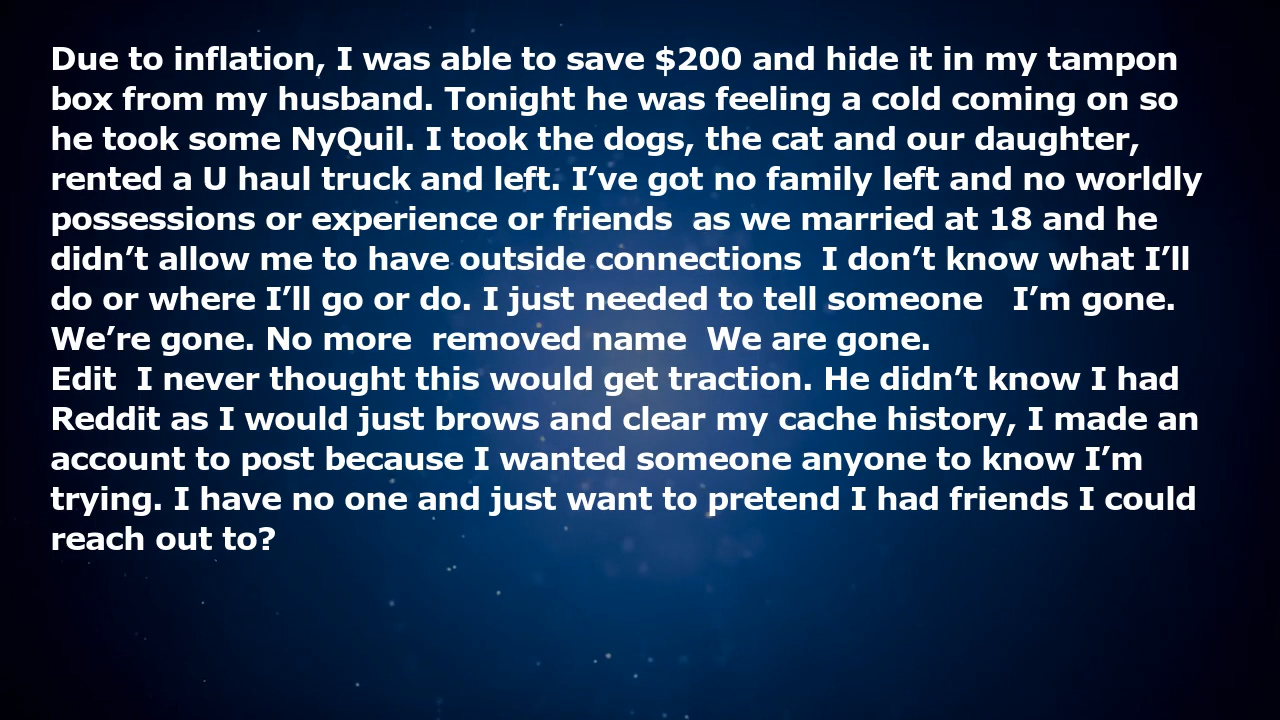 Due to inflation, I was able to save $200 and hide it in my tampon
box from my husband. Tonight he was feeling a cold coming on so
he took some NyQuil. I took the dogs, the cat and our daughter,
rented a U haul truck and left. I’ve got no family left and no worldly
possessions or experience or friends  as we married at 18 and he
didn’t allow me to have outside connections  I don’t know what I’ll
do or where I’ll go or do. I just needed to tell someone   I’m gone.
We’re gone. No more  removed name  We are gone.
Edit  I never thought this would get traction. He didn’t know I had
Reddit as I would just brows and clear my cache history, I made an
account to post because I wanted someone anyone to know I’m
trying. I have no one and just want to pretend I had friends I could
reach out to?